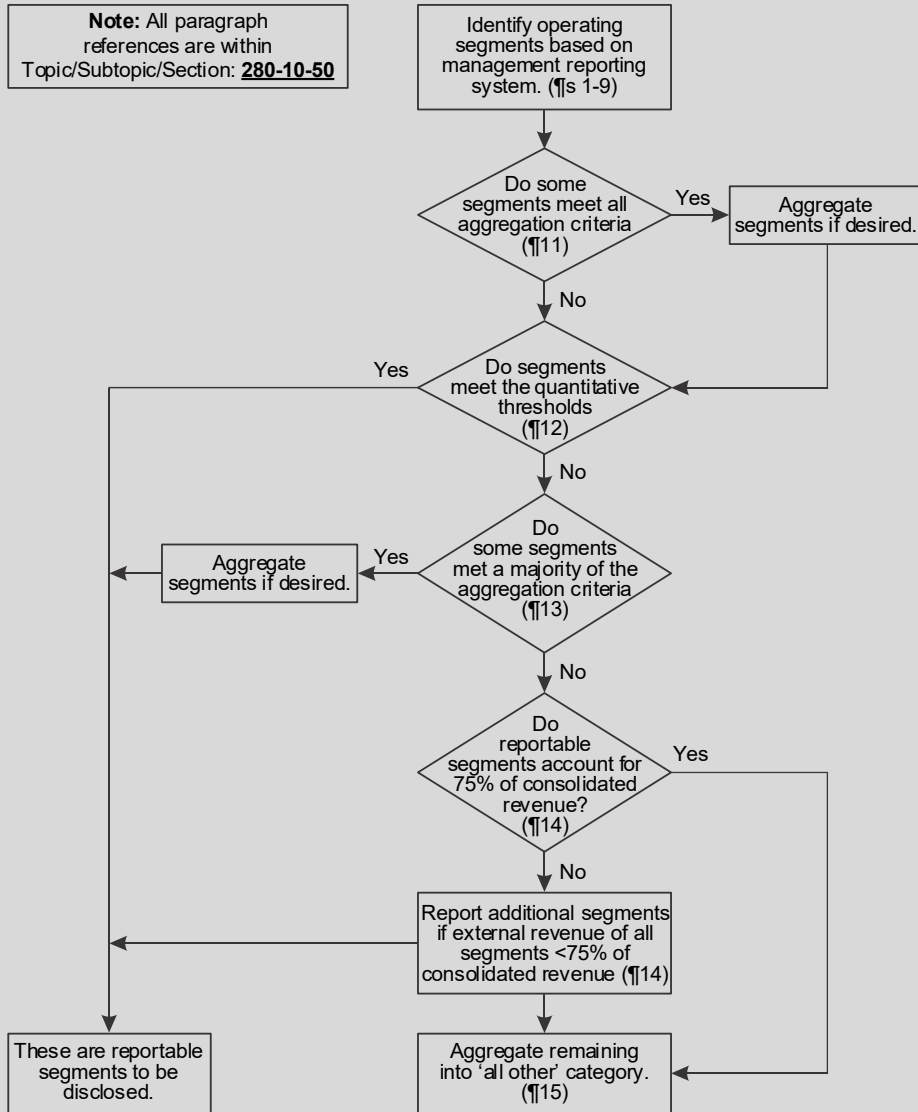 Note: All paragraph
references are within
Topic/Subtopic/Section: 280-10-50
Identify operating
segments based on
management reporting
system. (¶s 1-9)
Do some
segments meet all
aggregation criteria
(¶11)
Yes
Aggregate
segments if desired.
No
Do segments
meet the quantitative
thresholds
(¶12)
Yes
No
Do
some segments
met a majority of the
aggregation criteria
(¶13)
Yes
Aggregate
segments if desired.
No
Do
reportable
segments account for
75% of consolidated
revenue?
(¶14)
Yes
No
Report additional segments
if external revenue of all
segments <75% of
consolidated revenue (¶14)
These are reportable
segments to be
disclosed.
Aggregate remaining
into ‘all other’ category.
(¶15)